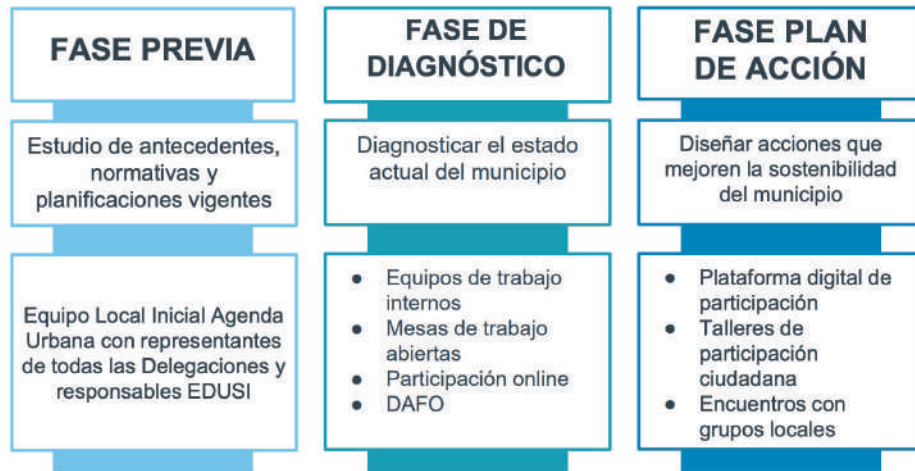 FASE PREVIA
Estudio de antecedentes,
normativas y
planificaciones vigentes
Equipo Local Inicial Agenda
Urbana con representantes
de todas las Delegaciones y
responsables EDUSI
FASE DE
DIAGNÓSTICO
Diagnosticar el estado
actual del municipio
● Equipos de trabajo
internos
● Mesas de trabajo
abiertas
● Participación online
● DAFO
FASE PLAN
DE ACCIÓN
Diseñar acciones que
mejoren la sostenibilidad
del municipio
● Plataforma digital de
participación
● Talleres de
participación
ciudadana
● Encuentros con
grupos locales